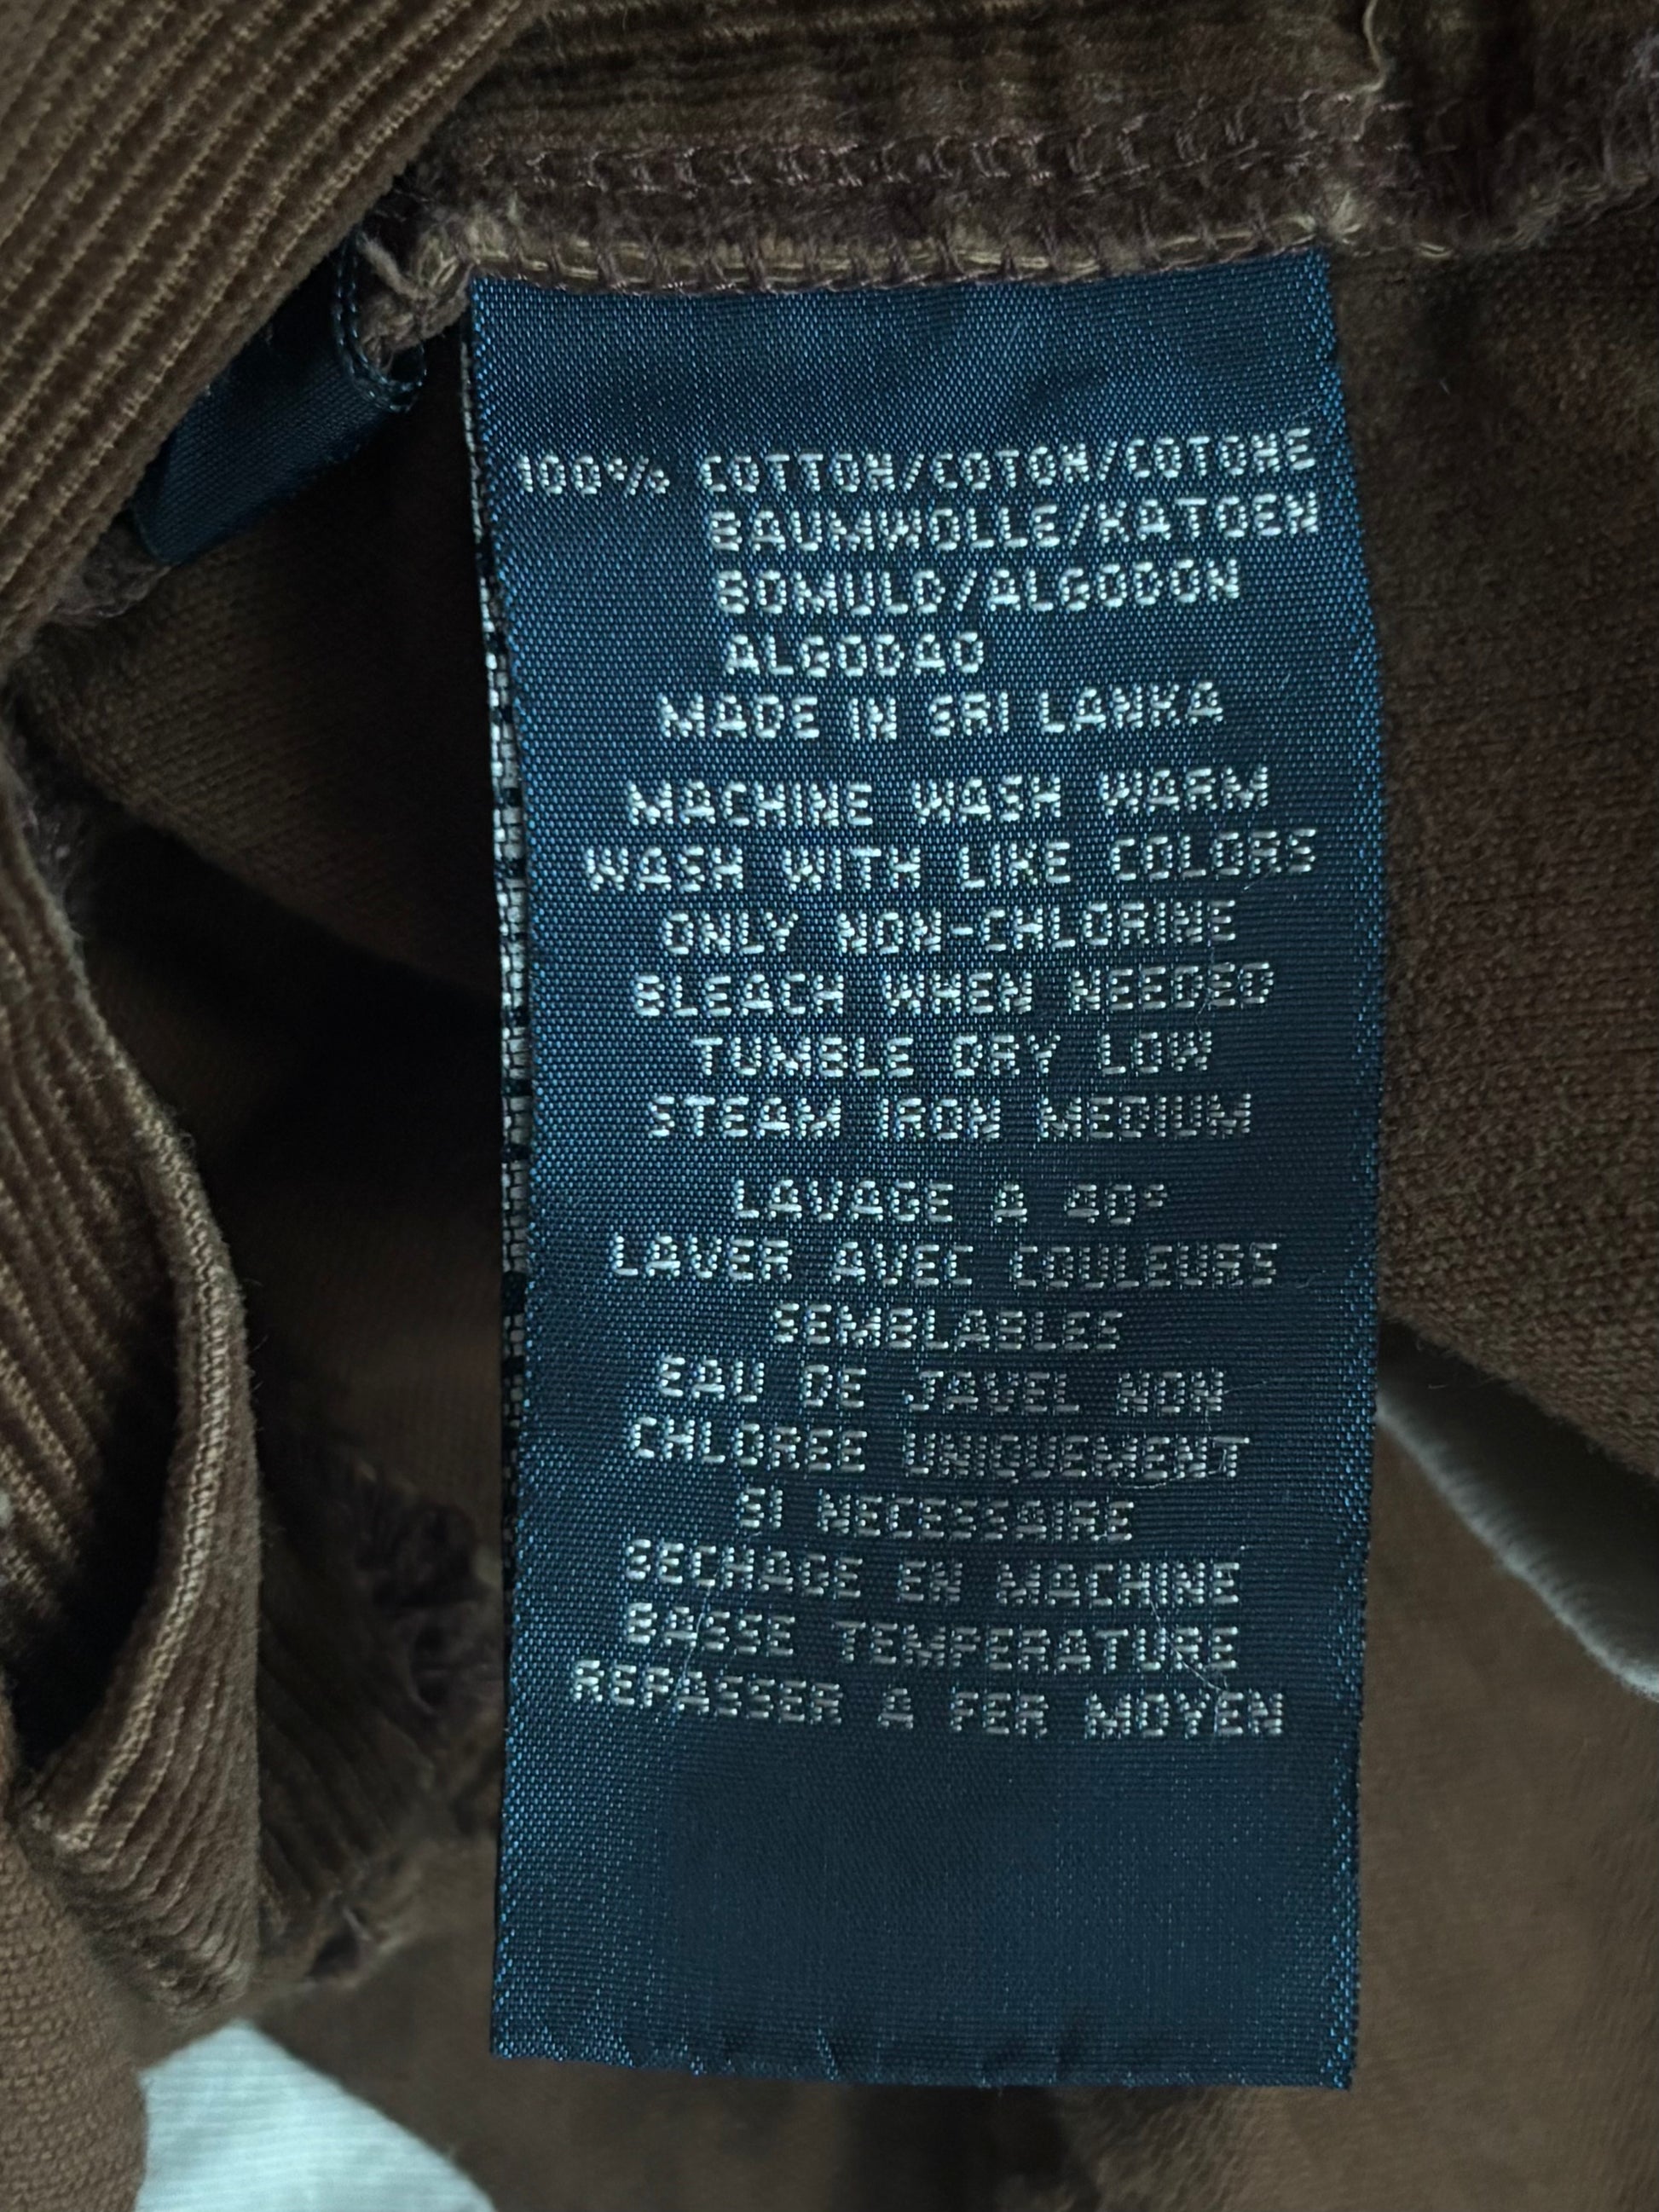 100% COTTON/COTON/COTONE
BAUMWOLLE/KATOEN
BOMULD/ALGODON
ALGODAO
MADE IN SRI LANKA
MACHINE WASH WARM
WASH WITH LIKE COLORS
ONLY NON-CHLORINE
BLEACH WHEN NEEDED
TUMBLE DRY LOW
STEAM IRON MEDIUM
LAVAGE A 40°
LAVER AVEC COULEURS
SEMBLABLES
EAU DE JAVEL NON
CHLOREE UNIQUEMENT
SI NECESSAIRE
SECHAGE EN MACHINE
BASSE TEMPERATURE
REPASSER A FER MOYEN